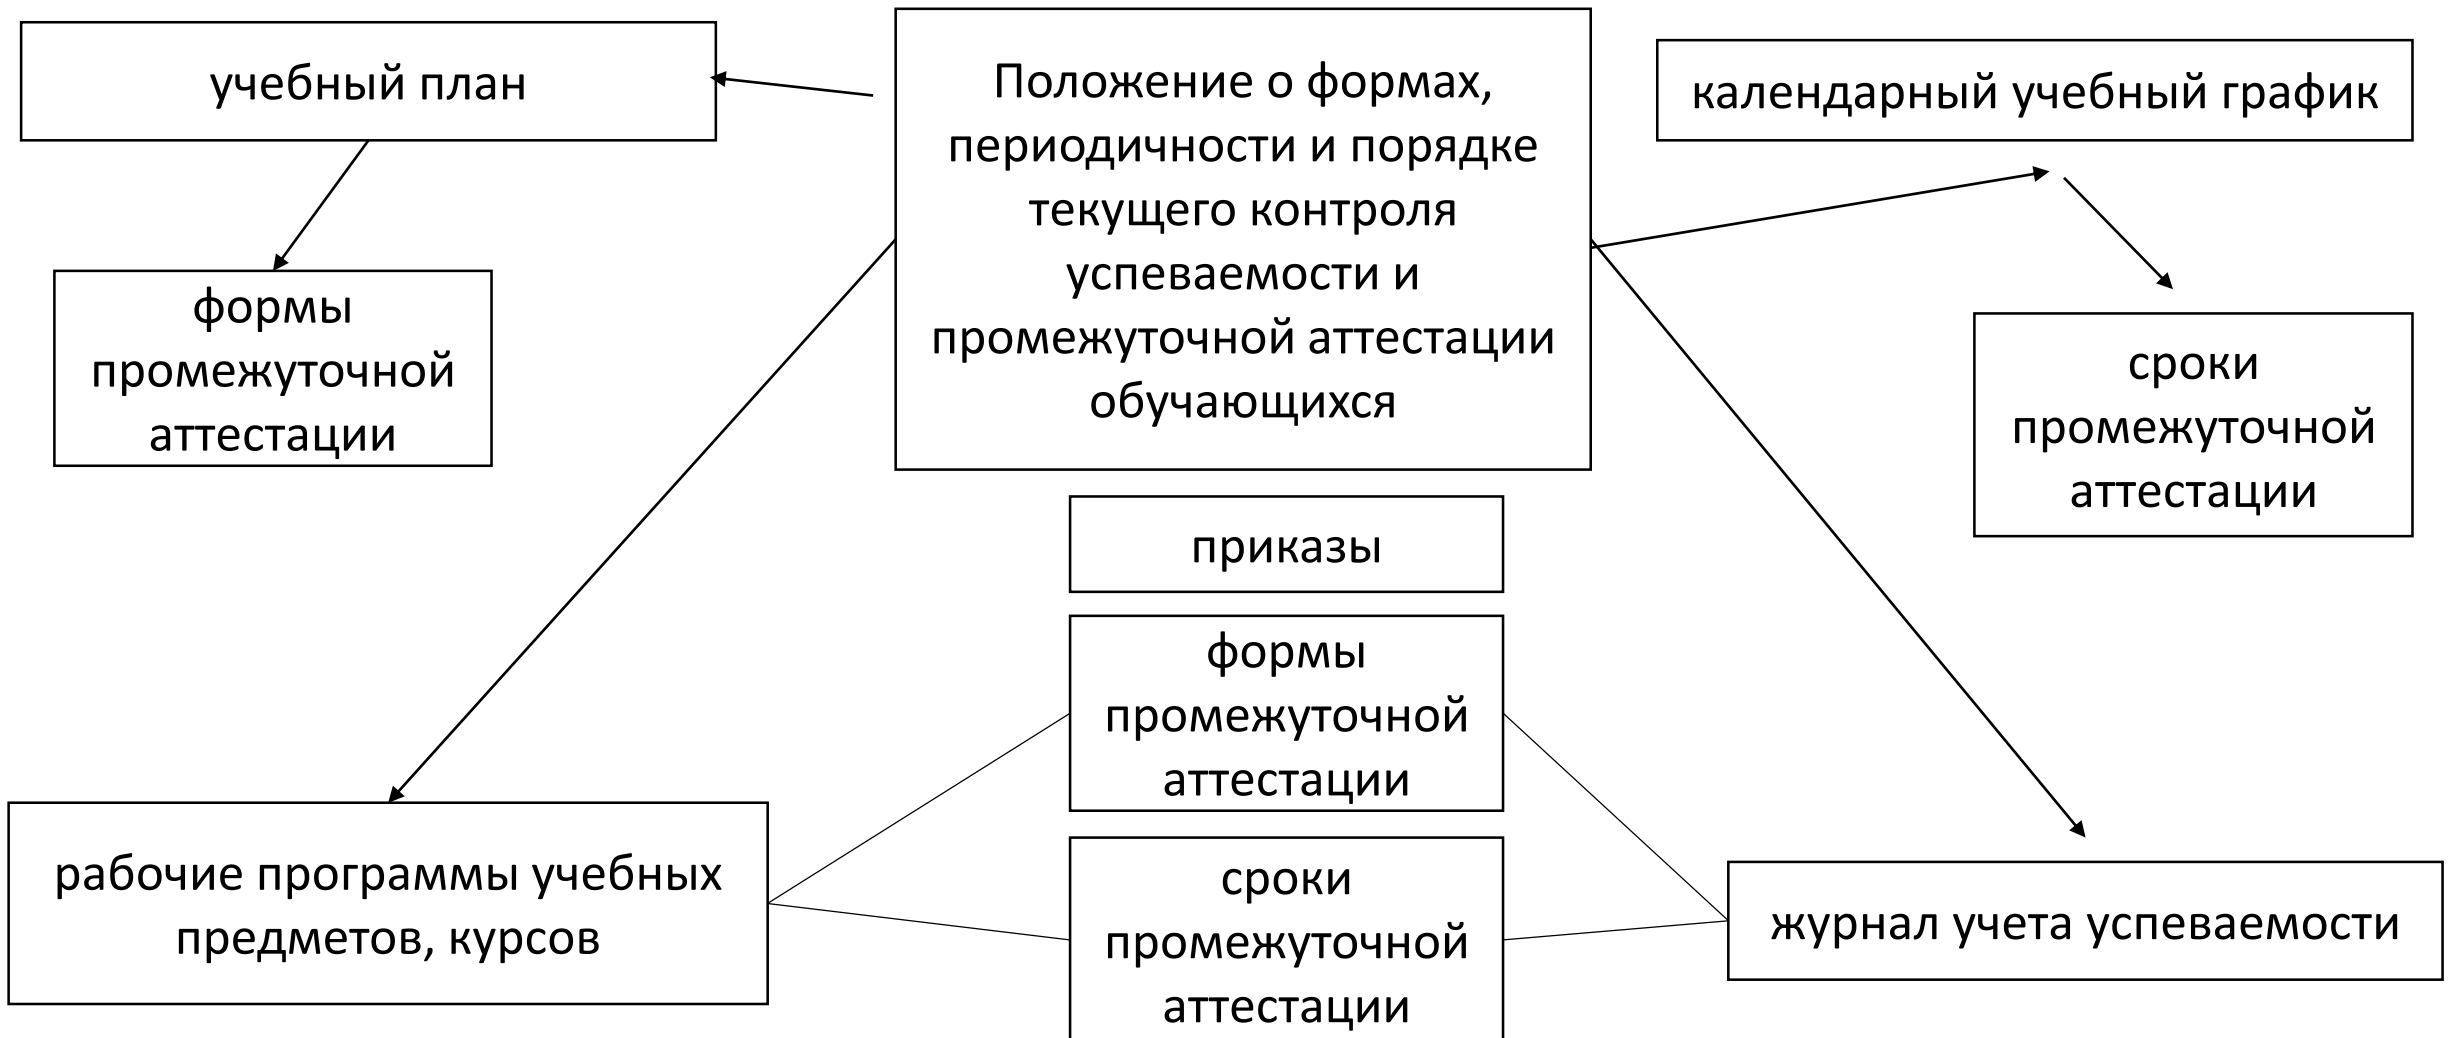 учебный план
Положение о формах,
периодичности и порядке
текущего контроля
успеваемости и
промежуточной аттестации
обучающихся
календарный учебный график
формы
промежуточной
аттестации
сроки
промежуточной
аттестации
приказы
формы
промежуточной
аттестации
рабочие программы учебных
предметов, курсов
сроки
промежуточной
аттестации
журнал учета успеваемости